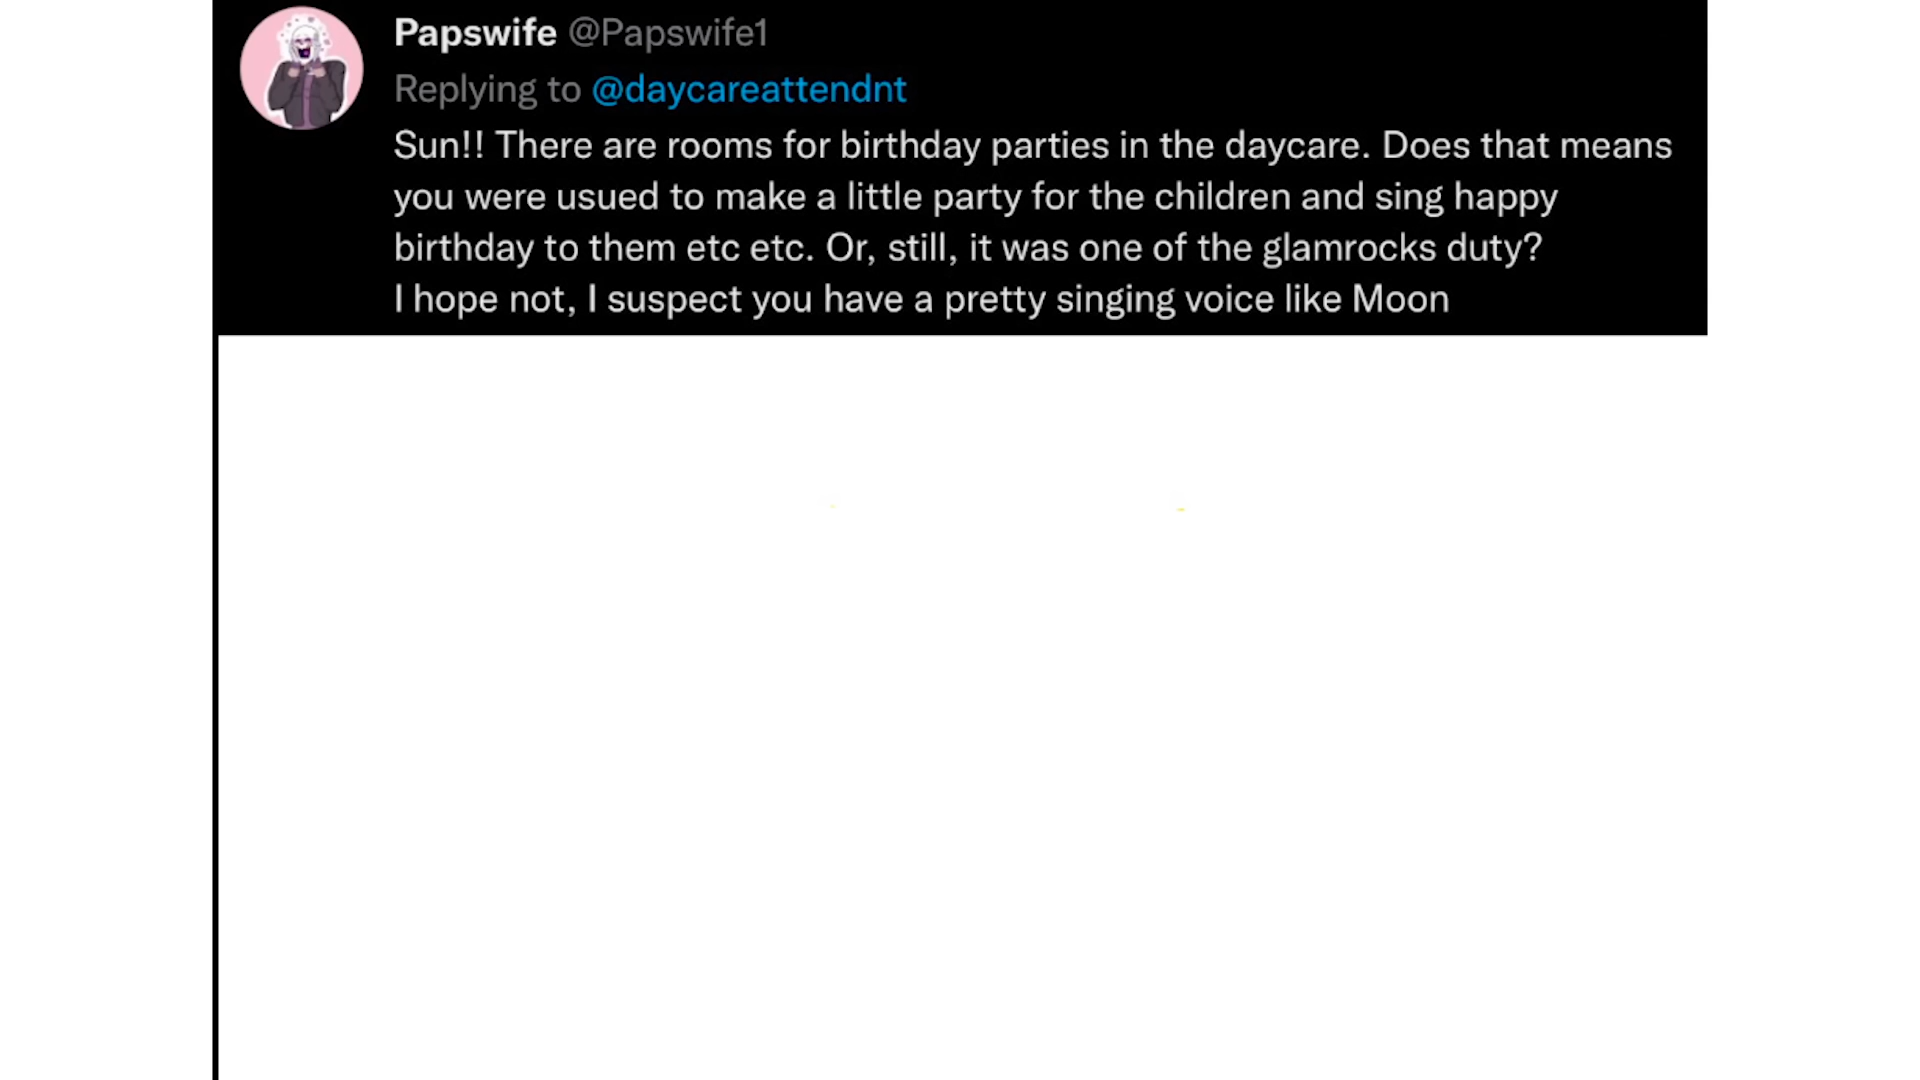 Papswife @Papswife1
Replying to @daycareattendnt
Sun!! There are rooms for birthday parties in the daycare. Does that means
you were usued to make a little party for the children and sing happy
birthday to them etc etc. Or, still, it was one of the glamrocks duty?
I hope not, I suspect you have a pretty singing voice like Moon